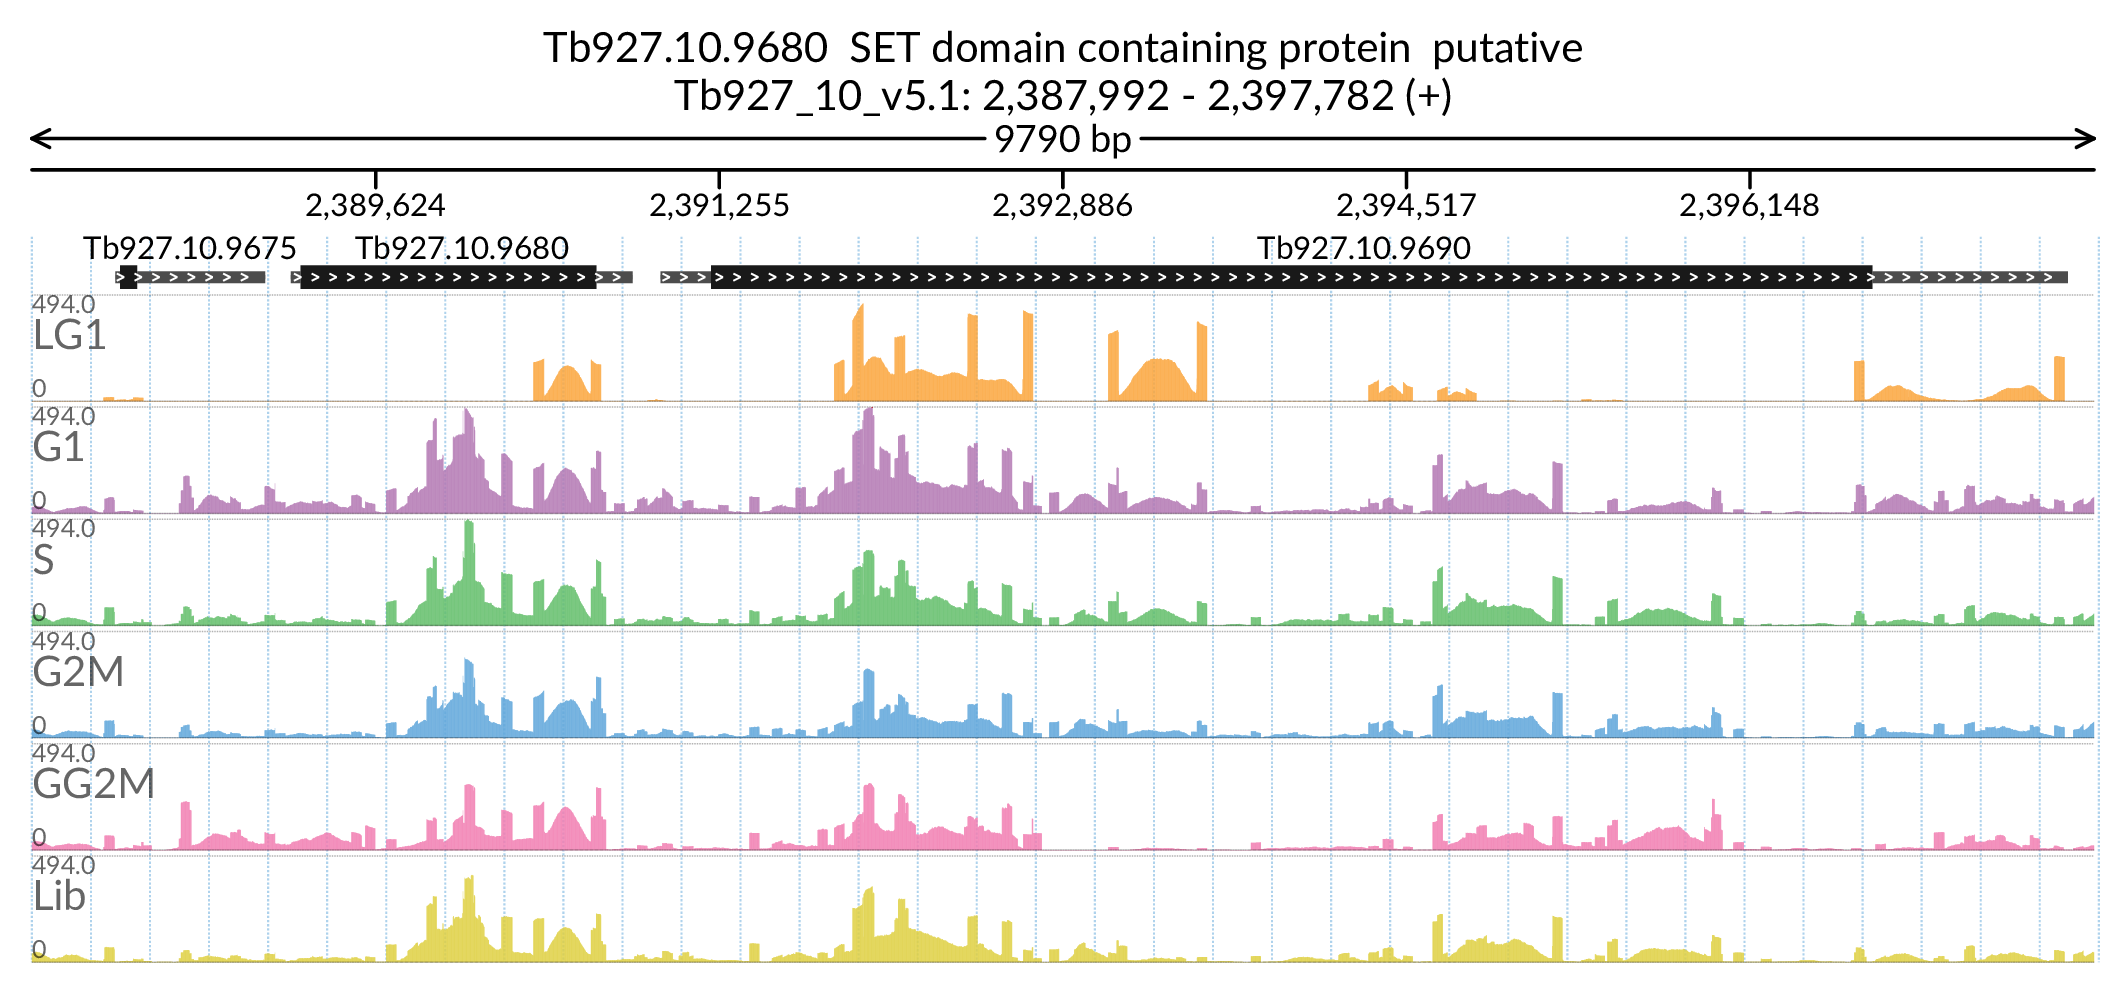 Tb927.10.9680  SET domain containing protein  putative
Tb927_10_v5.1: 2,387,992 - 2,397,782 (+)
9790 bp
2,389,624 2,391,255 2,392,886 2,394,517 2,396,148
Tb927.10.9675 Tb927.10.9680 Tb927.10.9690
494.0
LG1
0
494.0
G1
0
494.0
S
0
494.0
G2M
0
494.0
GG2M
0
494.0
Lib
0